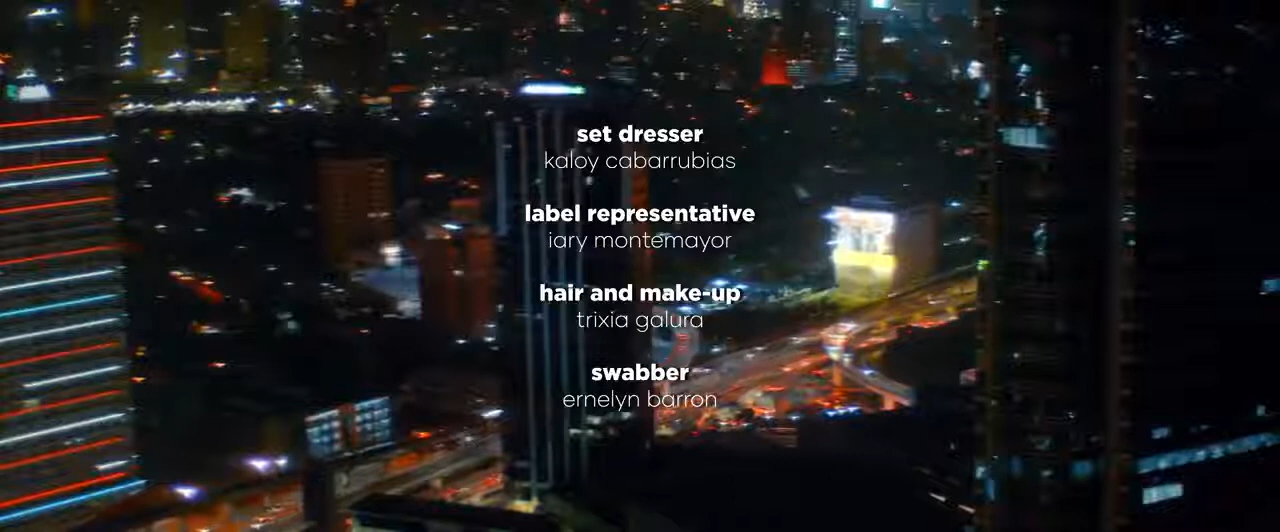 set dresser
kaloy cabarrubias
label representative
iary montemayor
hair and make-up
trixia galura
swabber
ernelyn barron